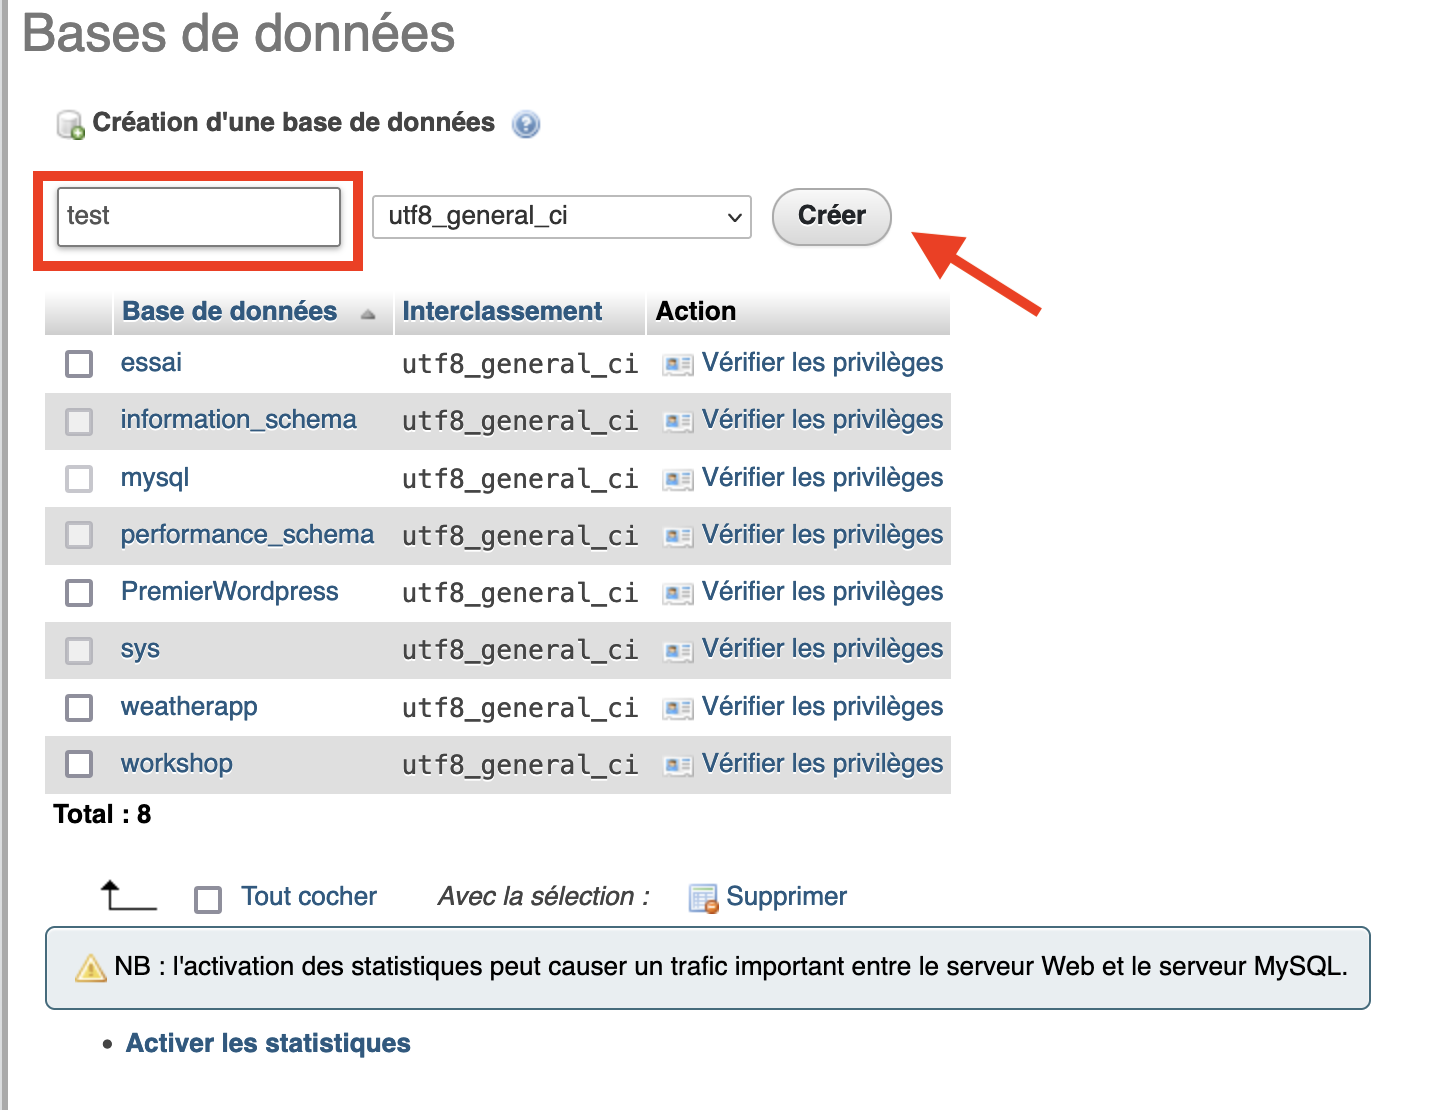 Bases de données
Création d'une base de données
test utf8_general_ci Créer
Base de données Interclassement Action
essai utf8_general_ci Vérifier les privilèges
information_schema utf8_general_ci Vérifier les privilèges
mysql utf8_general_ci Vérifier les privilèges
performance_schema utf8_general_ci Vérifier les privilèges
PremierWordpress utf8_general_ci Vérifier les privilèges
sys utf8_general_ci Vérifier les privilèges
weatherapp utf8_general_ci Vérifier les privilèges
workshop utf8_general_ci Vérifier les privilèges
Total : 8
Tout cocher Avec la sélection : Supprimer
NB : l'activation des statistiques peut causer un trafic important entre le serveur Web et le serveur MySQL.
• Activer les statistiques